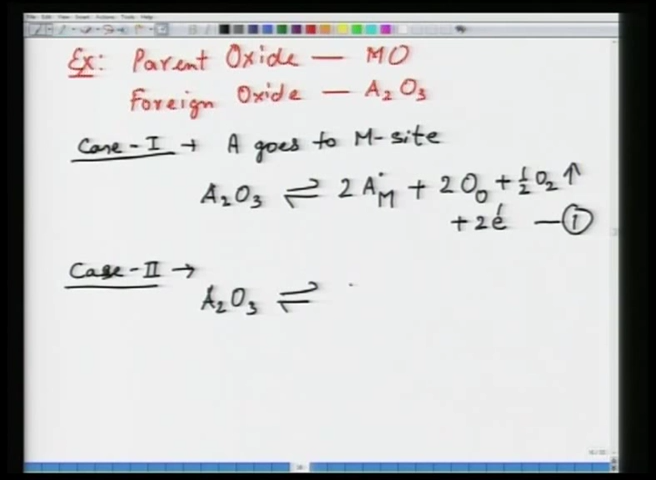 Ex: Parent Oxide — MO
Foreign Oxide — A₂O₃
Case-I → A goes to M-site
A₂O₃ ⇌ 2A•M + 2Oₒ + ½O₂↑
+ 2e′ — ①
Case-II →
A₂O₃ ⇌